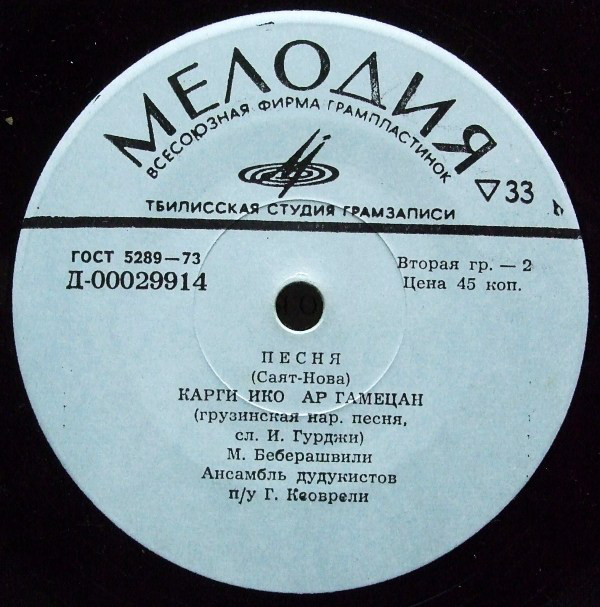 МЕЛОДИЯ
ВСЕСОЮЗНАЯ ФИРМА ГРАМПЛАСТИНОК
▽33
ТБИЛИССКАЯ СТУДИЯ ГРАМЗАПИСИ
ГОСТ 5289—73
Д-00029914
Вторая гр. — 2
Цена 45 коп.
ПЕСНЯ
(Саят-Нова)
КАРГИ ИКО АР ГАМЕЦАН
(грузинская нар. песня,
сл. И. Гурджи)
М. Беберашвили
Ансамбль дудукистов
п/у Г. Кеоврели